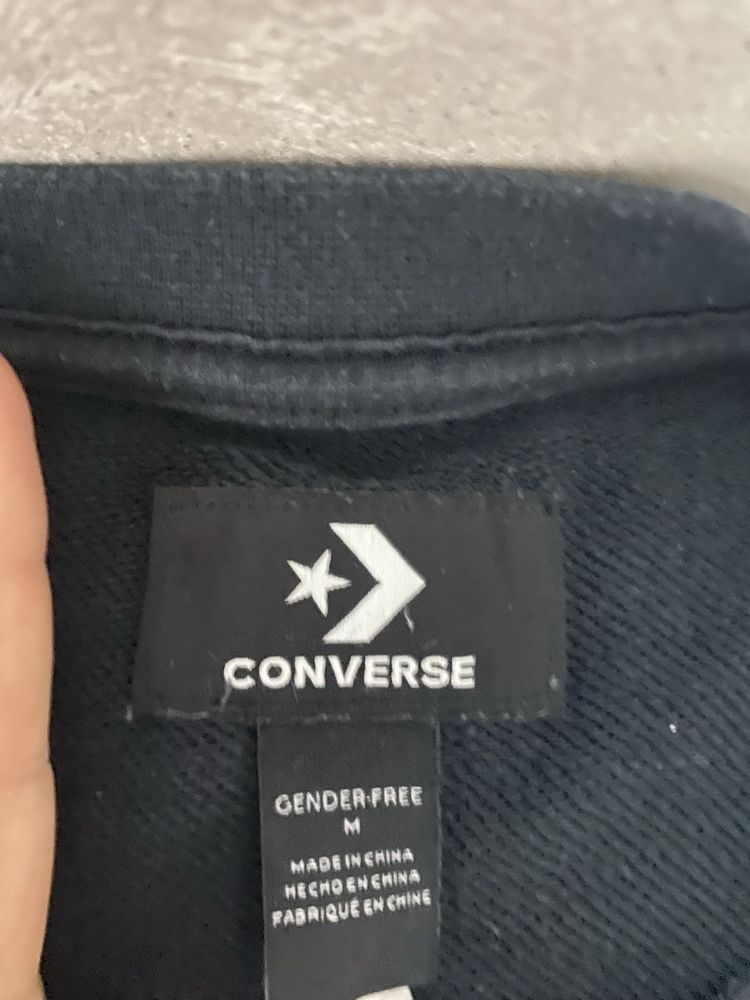 CONVERSE
GENDER-FREE
M
MADE IN CHINA
HECHO EN CHINA
FABRIQUÉ EN CHINE